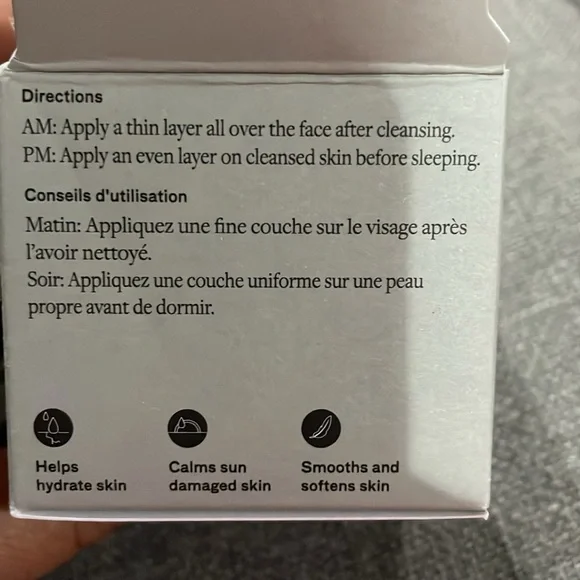 Directions
AM: Apply a thin layer all over the face after cleansing.
PM: Apply an even layer on cleansed skin before sleeping.
Conseils d'utilisation
Matin: Appliquez une fine couche sur le visage après
l'avoir nettoyé.
Soir: Appliquez une couche uniforme sur une peau
propre avant de dormir.
Helps
hydrate skin
Calms sun
damaged skin
Smooths and
softens skin